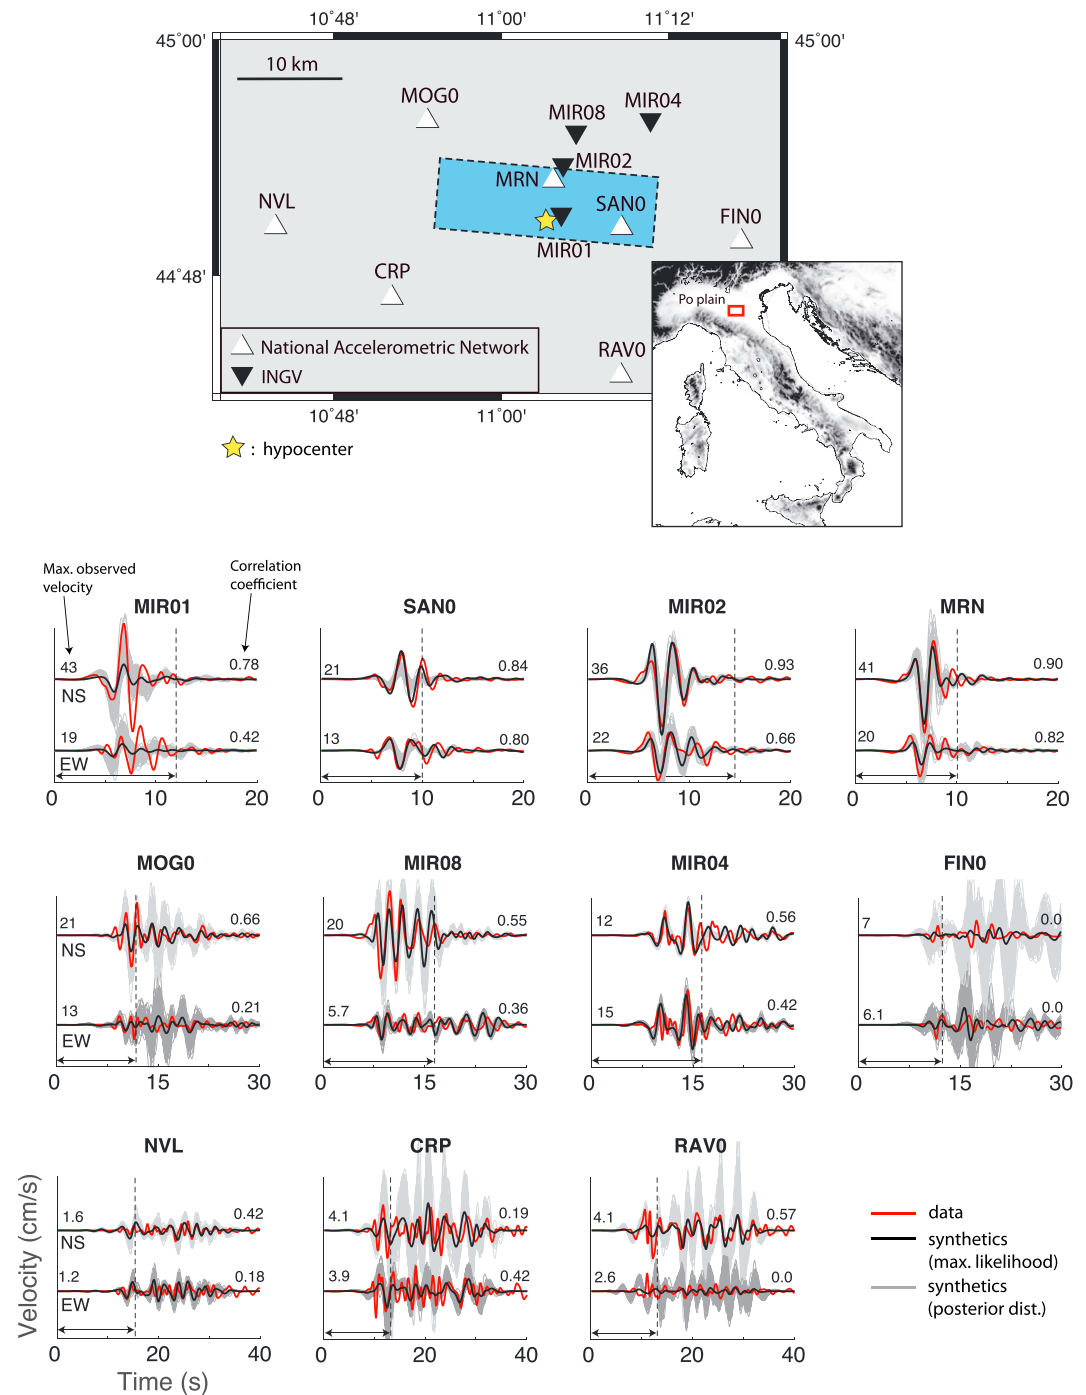 10˚48' 11˚00' 11˚12'
45˚00' 45˚00'
10 km
MOG0 MIR04
MIR08
MIR02
MRN
NVL SAN0 FIN0
MIR01
44˚48' CRP
Po plain
National Accelerometric Network
INGV
RAV0
10˚48' 11˚00'
: hypocenter
Max. observed
velocity
Correlation
coefficient
MIR01 SAN0 MIR02 MRN
43 0.78 21 0.84 36 0.93 41 0.90
NS
19 0.42 13 0.80 22 0.66 20 0.82
EW
0 10 20 0 10 20 0 10 20 0 10 20
MOG0 MIR08 MIR04 FIN0
21 0.66 20 0.55 12 0.56 7 0.0
NS
13 0.21 5.7 0.36 15 0.42 6.1 0.0
EW
0 15 30 0 15 30 0 15 30 0 15 30
NVL CRP RAV0
1.6 0.42 4.1 0.19 4.1 0.57
NS
1.2 0.18 3.9 0.42 2.6 0.0
EW
0 20 40 0 20 40 0 20 40
Velocity (cm/s)
Time (s)
data
synthetics
(max. likelihood)
synthetics
(posterior dist.)